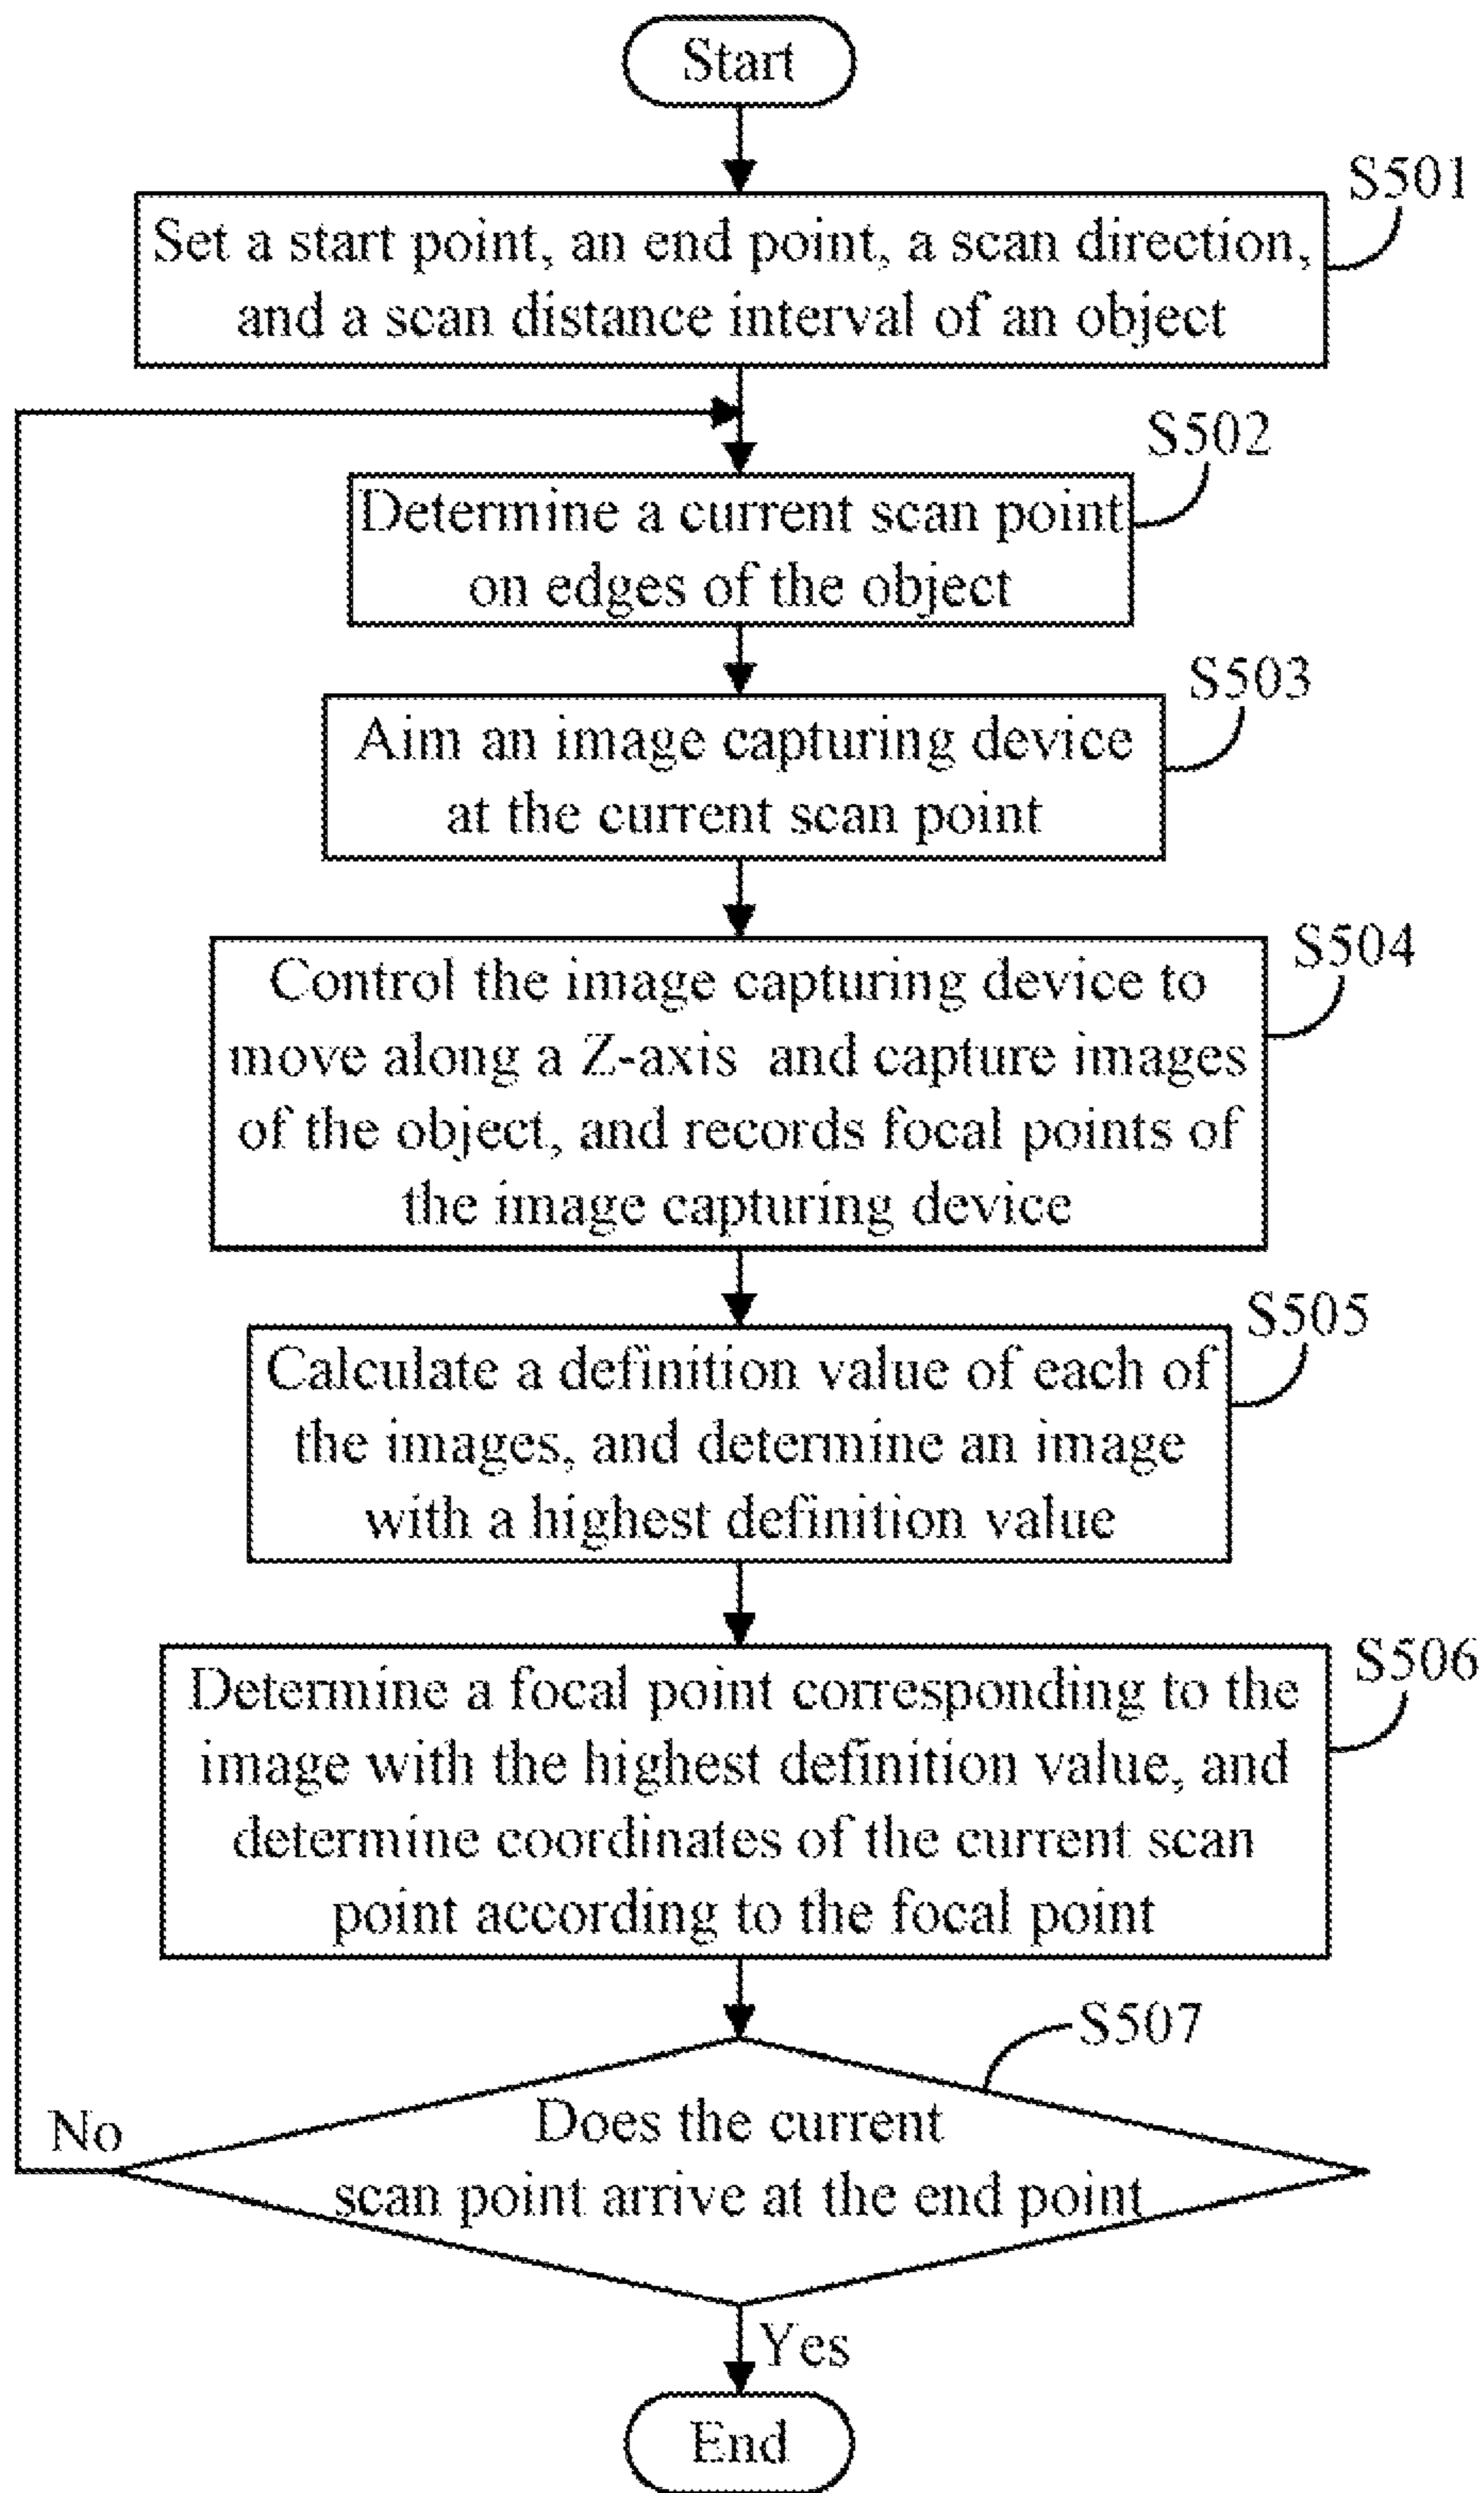 Start
S501
Set a start point, an end point, a scan direction,
and a scan distance interval of an object
S502
Determine a current scan point
on edges of the object
S503
Aim an image capturing device
at the current scan point
S504
Control the image capturing device to
move along a Z-axis and capture images
of the object, and records focal points of
the image capturing device
S505
Calculate a definition value of each of
the images, and determine an image
with a highest definition value
S506
Determine a focal point corresponding to the
image with the highest definition value, and
determine coordinates of the current scan
point according to the focal point
S507
Does the current
scan point arrive at the end point
No
Yes
End